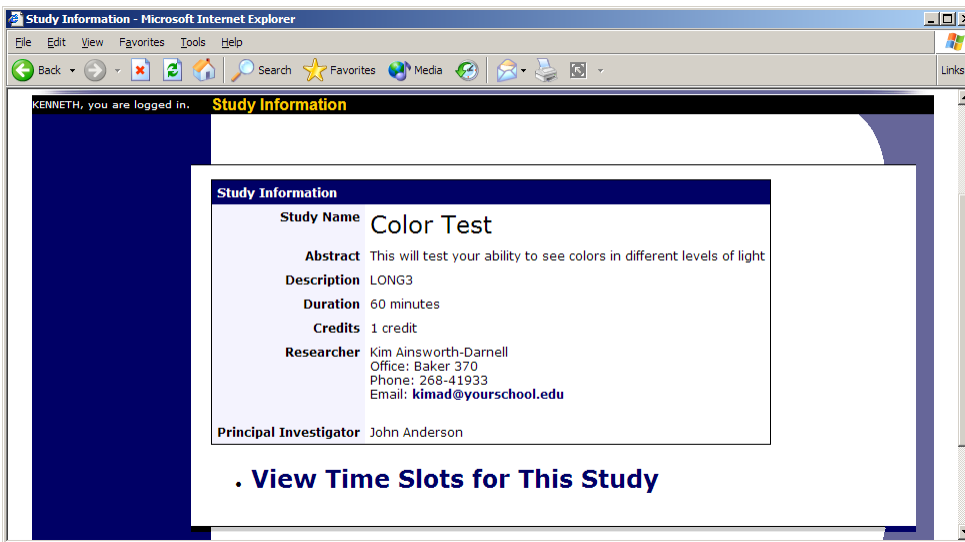 Study Information - Microsoft Internet Explorer
File Edit View Favorites Tools Help
Back Search Favorites Media Links
KENNETH, you are logged in. Study Information
Study Information
Study Name Color Test
Abstract This will test your ability to see colors in different levels of light
Description LONG3
Duration 60 minutes
Credits 1 credit
Researcher Kim Ainsworth-Darnell
Office: Baker 370
Phone: 268-41933
Email: kimad@yourschool.edu
Principal Investigator John Anderson
• View Time Slots for This Study